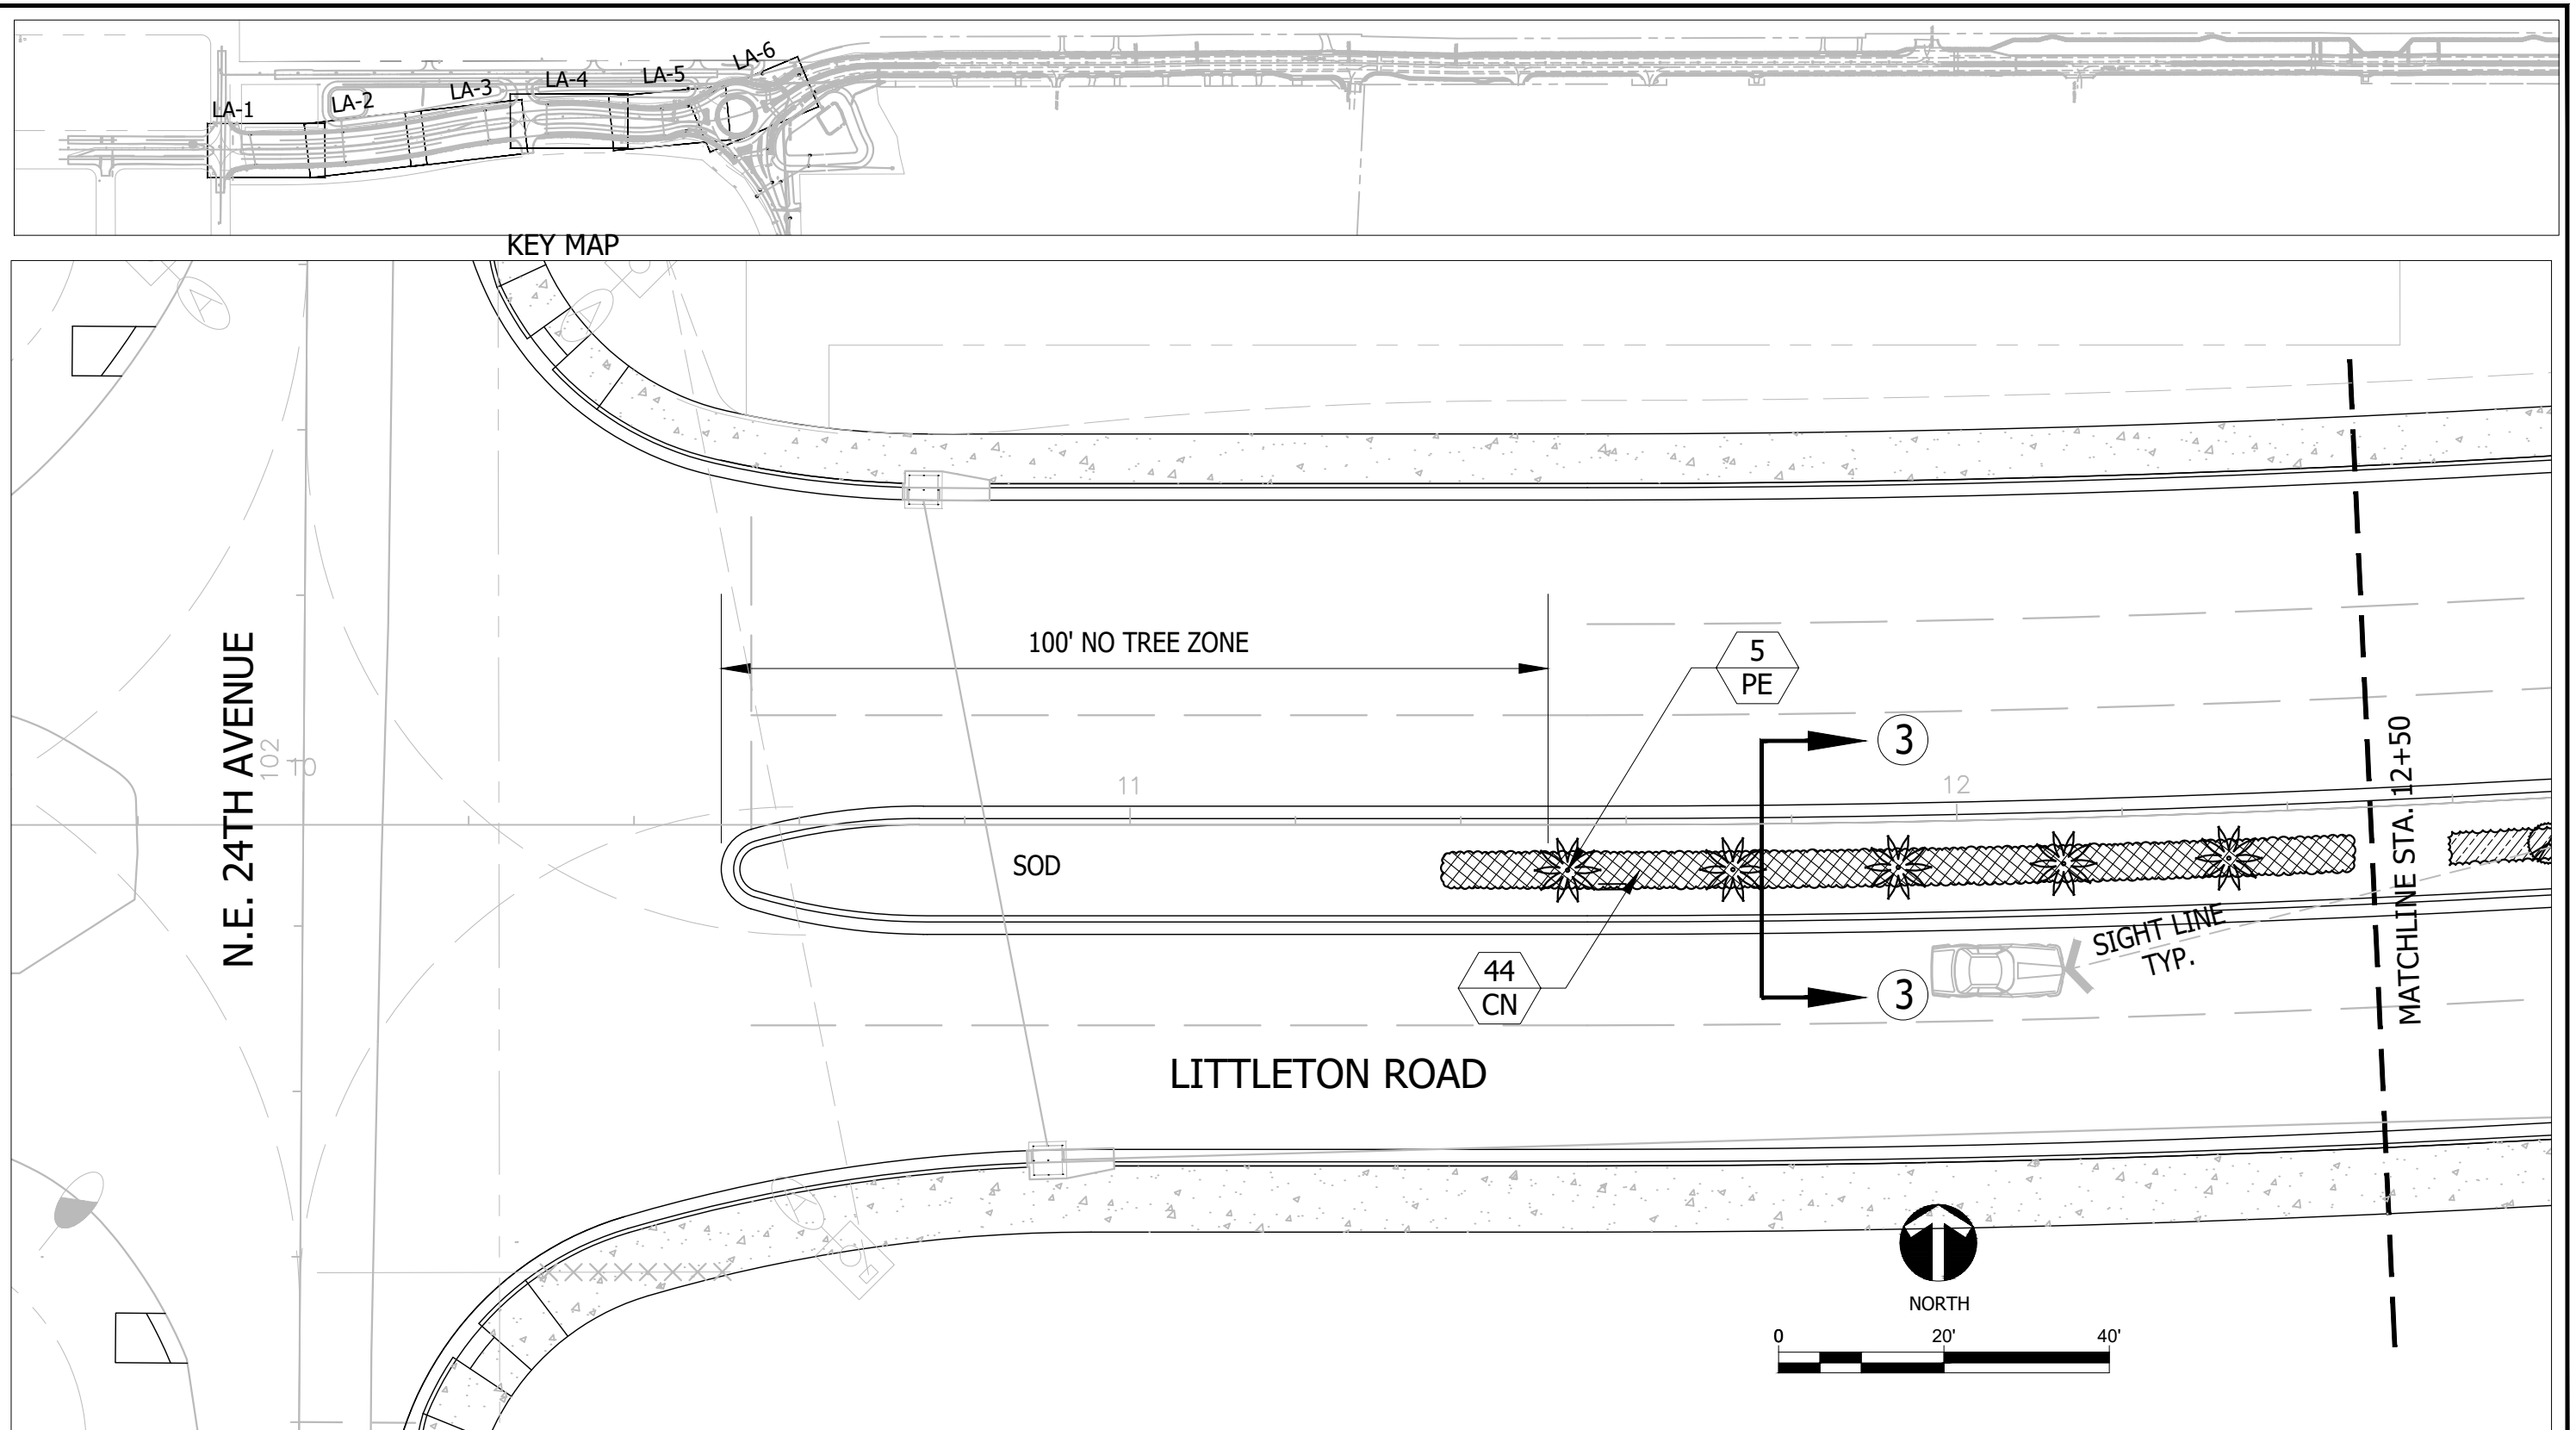 LA-1
LA-2
LA-3
LA-4
LA-5
LA-6
KEY MAP
N.E. 24TH AVENUE
102
10
100' NO TREE ZONE
5
PE
3
11
12
SOD
44
CN
3
SIGHT LINE
TYP.
MATCHLINE STA. 12+50
LITTLETON ROAD
NORTH
0 20' 40'